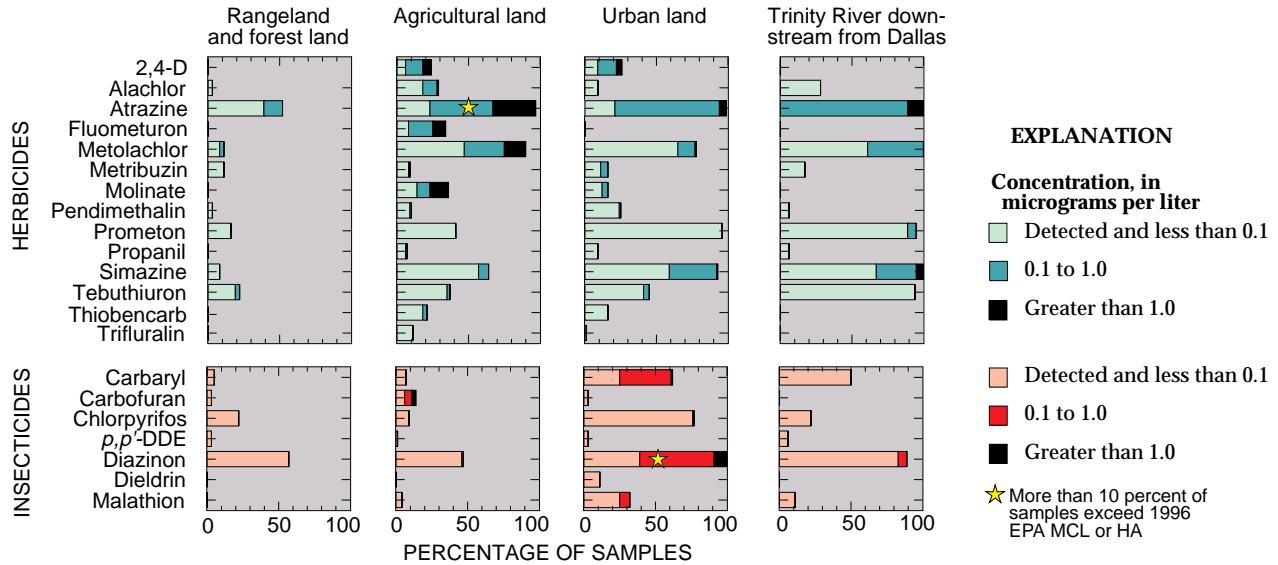 Rangeland
and forest land
Agricultural land
Urban land
Trinity River down-
stream from Dallas
HERBICIDES
2,4-D
Alachlor
Atrazine
Fluometuron
Metolachlor
Metribuzin
Molinate
Pendimethalin
Prometon
Propanil
Simazine
Tebuthiuron
Thiobencarb
Trifluralin
INSECTICIDES
Carbaryl
Carbofuran
Chlorpyrifos
p,p'-DDE
Diazinon
Dieldrin
Malathion
0 50 100 0 50 100 0 50 100 0 50 100
PERCENTAGE OF SAMPLES
EXPLANATION
Concentration, in
micrograms per liter
Detected and less than 0.1
0.1 to 1.0
Greater than 1.0
Detected and less than 0.1
0.1 to 1.0
Greater than 1.0
More than 10 percent of
samples exceed 1996
EPA MCL or HA